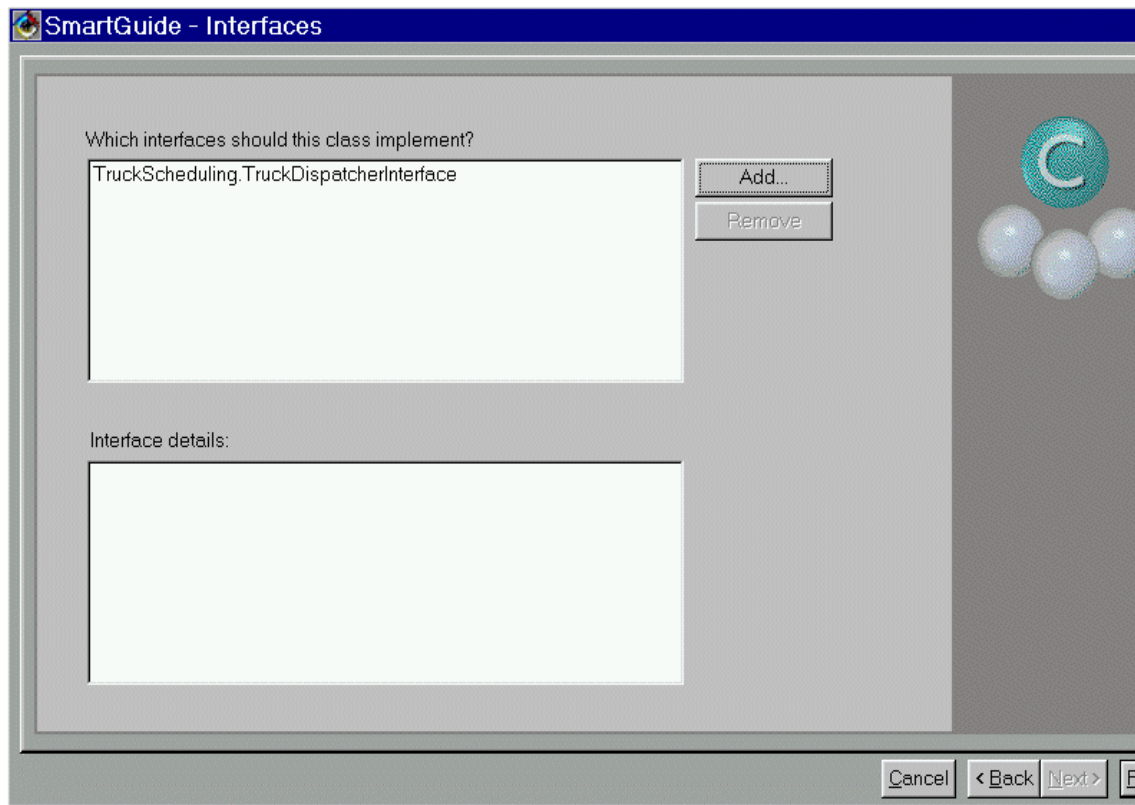 SmartGuide - Interfaces
Which interfaces should this class implement?
TruckScheduling.TruckDispatcherInterface
Add...
Remove
C
Interface details:
Cancel
< Back
Next >